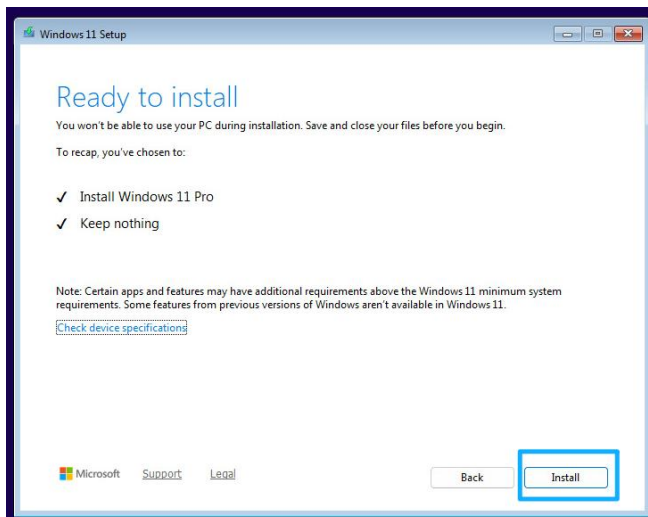 Windows 11 Setup
Ready to install
You won't be able to use your PC during installation. Save and close your files before you begin.
To recap, you've chosen to:
✓ Install Windows 11 Pro
✓ Keep nothing
Note: Certain apps and features may have additional requirements above the Windows 11 minimum system
requirements. Some features from previous versions of Windows aren't available in Windows 11.
Check device specifications
Microsoft Support Legal Back Install